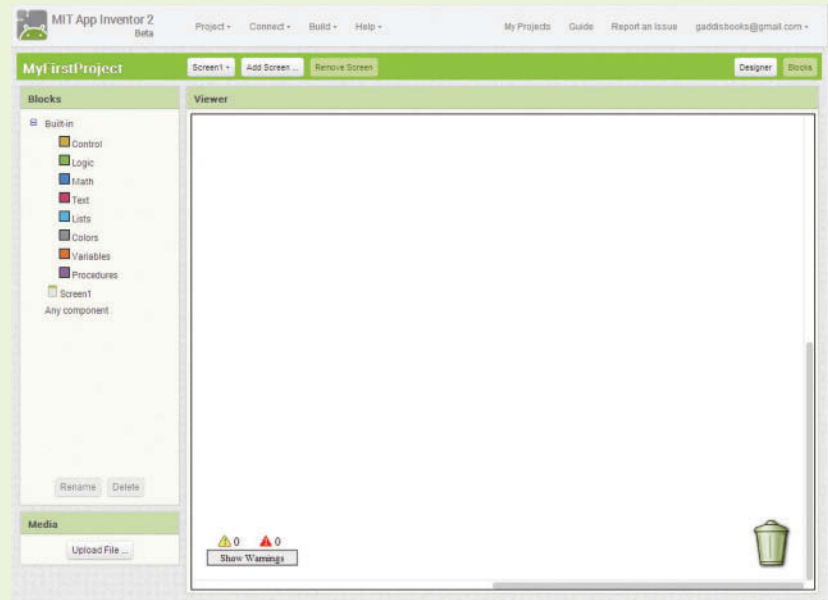 MIT App Inventor 2
Beta
Project Connect Build Help
My Projects Guide Report an Issue gaddisbooks@gmail.com
MyFirstProject
Screen1 Add Screen ... Remove Screen
Designer Blocks
Blocks
Viewer
Built-in
Control
Logic
Math
Text
Lists
Colors
Variables
Procedures
Screen1
Any component
Rename Delete
Media
Upload File ...
0 0
Show Warnings